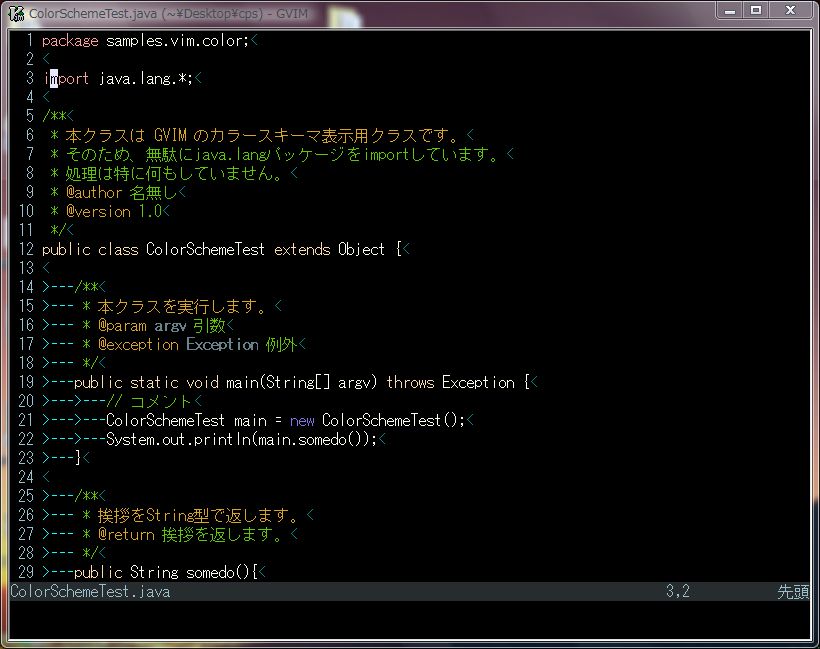 ColorSchemeTest.java (~¥Desktop¥cps) - GVIM
1 package samples.vim.color;<
2 <
3 import java.lang.*;<
4 <
5 /**<
6  * 本クラスは GVIM のカラースキーマ表示用クラスです。<
7  * そのため、無駄にjava.langパッケージをimportしています。<
8  * 処理は特に何もしていません。<
9  * @author 名無し<
10  * @version 1.0<
11  */<
12 public class ColorSchemeTest extends Object {<
13 <
14 >---/**<
15 >--- * 本クラスを実行します。<
16 >--- * @param argv 引数<
17 >--- * @exception Exception 例外<
18 >--- */<
19 >---public static void main(String[] argv) throws Exception {<
20 >--->---// コメント<
21 >--->---ColorSchemeTest main = new ColorSchemeTest();<
22 >--->---System.out.println(main.somedo());<
23 >---}<
24 <
25 >---/**<
26 >--- * 挨拶をString型で返します。<
27 >--- * @return 挨拶を返します。<
28 >--- */<
29 >---public String somedo(){<
ColorSchemeTest.java 3,2 先頭